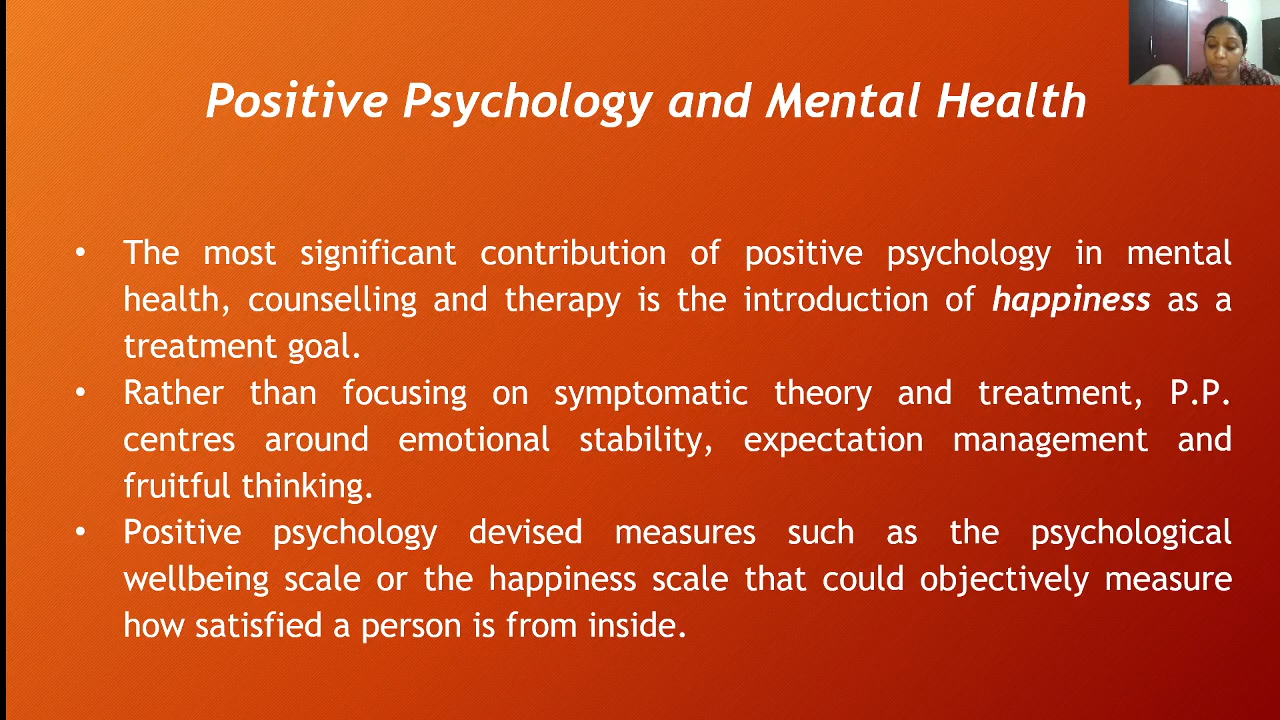 Positive Psychology and Mental Health
• The most significant contribution of positive psychology in mental
health, counselling and therapy is the introduction of happiness as a
treatment goal.
• Rather than focusing on symptomatic theory and treatment, P.P.
centres around emotional stability, expectation management and
fruitful thinking.
• Positive psychology devised measures such as the psychological
wellbeing scale or the happiness scale that could objectively measure
how satisfied a person is from inside.